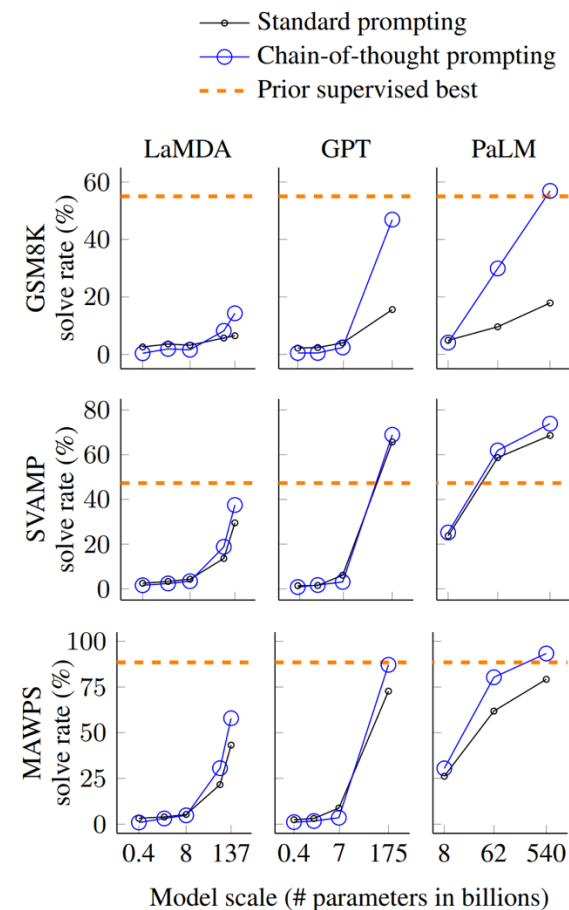 Standard prompting
Chain-of-thought prompting
Prior supervised best
LaMDA GPT PaLM
GSM8K
solve rate (%)
60
40
20
0
SVAMP
solve rate (%)
80
60
40
20
0
MAWPS
solve rate (%)
100
75
50
25
0
0.4 8 137 0.4 7 175 8 62 540
Model scale (# parameters in billions)